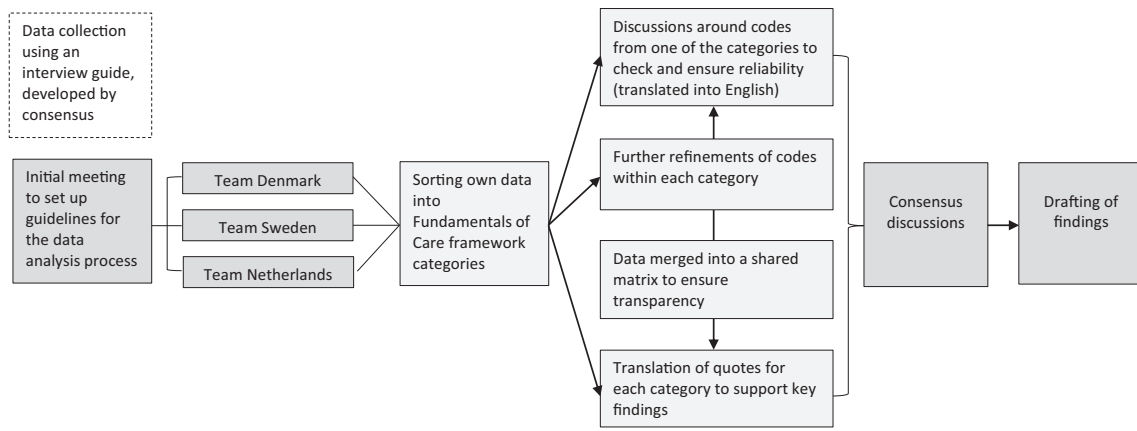 Data collection
using an
interview guide,
developed by
consensus
Initial meeting
to set up
guidelines for
the data
analysis process
Team Denmark
Team Sweden
Team Netherlands
Sorting own data
into
Fundamentals of
Care framework
categories
Discussions around codes
from one of the categories to
check and ensure reliability
(translated into English)
Further refinements of codes
within each category
Data merged into a shared
matrix to ensure
transparency
Translation of quotes for
each category to support key
findings
Consensus
discussions
Drafting of
findings